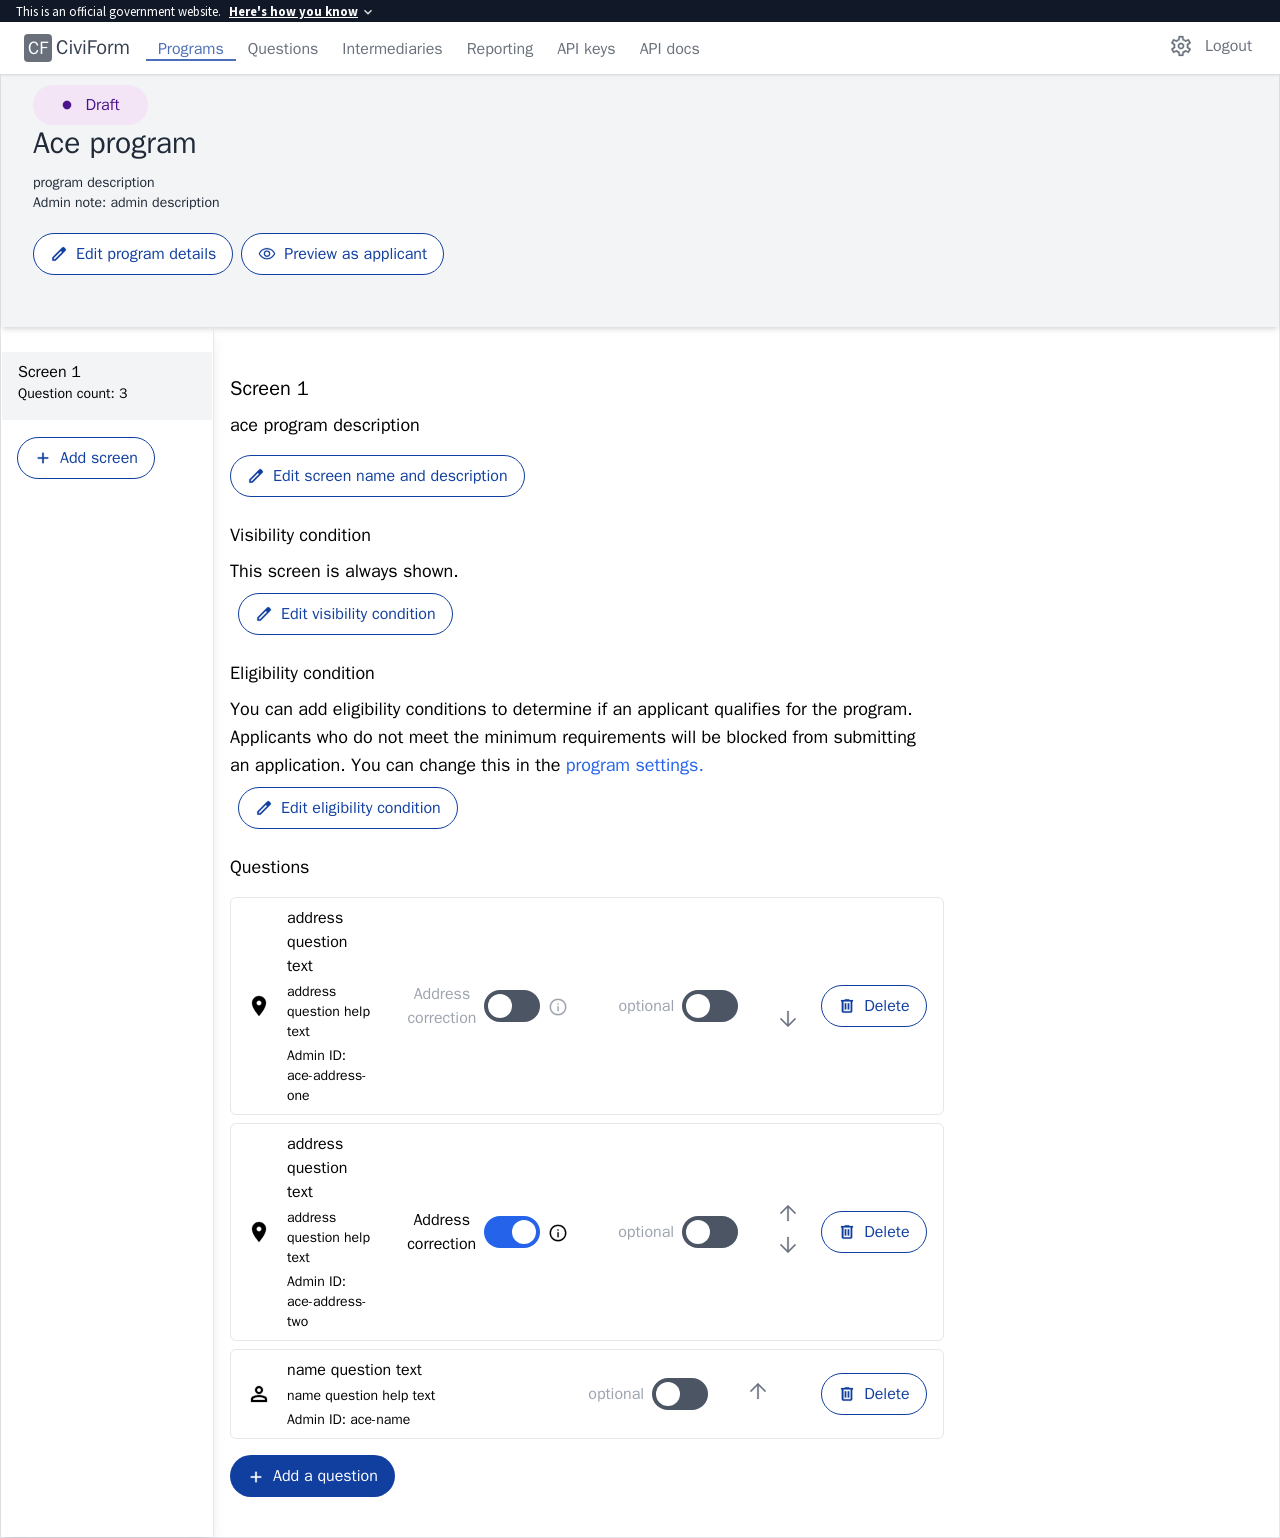 This is an official government website. Here's how you know
CF CiviForm Programs Questions Intermediaries Reporting API keys API docs Logout
Draft
Ace program
program description
Admin note: admin description
Edit program details Preview as applicant
Screen 1
Question count: 3
Add screen
Screen 1
ace program description
Edit screen name and description
Visibility condition
This screen is always shown.
Edit visibility condition
Eligibility condition
You can add eligibility conditions to determine if an applicant qualifies for the program.
Applicants who do not meet the minimum requirements will be blocked from submitting
an application. You can change this in the program settings.
Edit eligibility condition
Questions
address
question
text
address
question help
text
Admin ID:
ace-address-
one
Address
correction
optional
Delete
address
question
text
address
question help
text
Admin ID:
ace-address-
two
Address
correction
optional
Delete
name question text
name question help text
Admin ID: ace-name
optional
Delete
Add a question